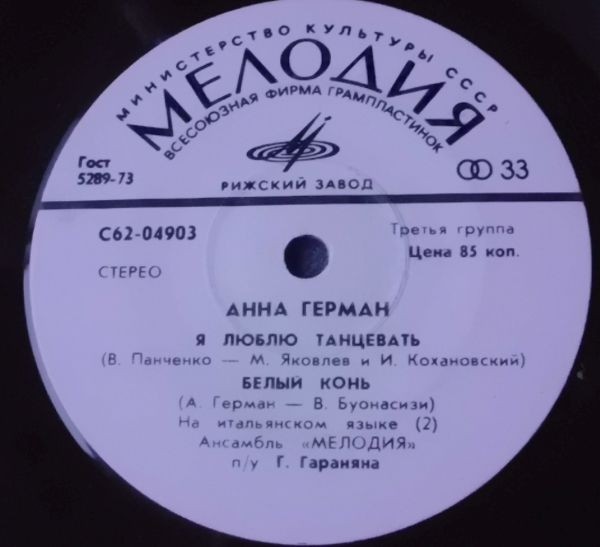 МИНИСТЕРСТВО КУЛЬТУРЫ СССР
МЕЛОДИЯ
ВСЕСОЮЗНАЯ ФИРМА ГРАМПЛАСТИНОК
Гост
5289-73
33
РИЖСКИЙ ЗАВОД
С62-04903
Третья группа
Цена 85 коп.
СТЕРЕО
АННА ГЕРМАН
Я ЛЮБЛЮ ТАНЦЕВАТЬ
(В. Панченко — М. Яковлев и И. Кохановский)
БЕЛЫЙ КОНЬ
(А. Герман — В. Буонасизи)
На итальянском языке (2)
Ансамбль «МЕЛОДИЯ»
п/у Г. Гараняна